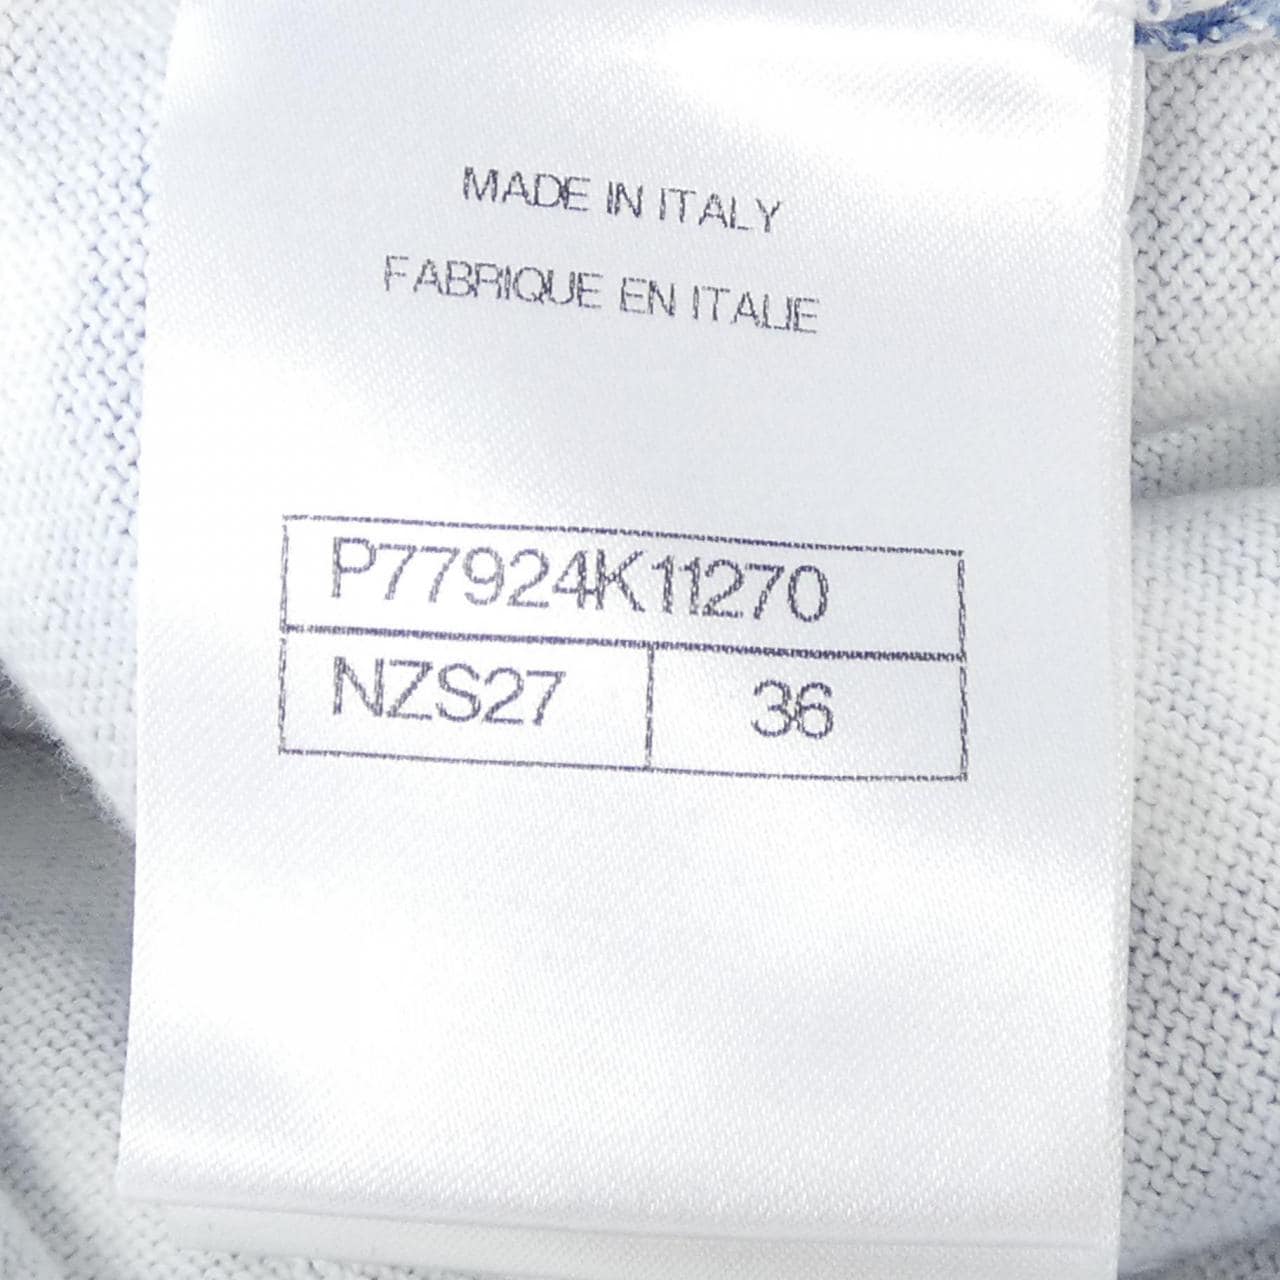 MADE IN ITALY
FABRIQUE EN ITALIE
P77924K11270
NZS27 36